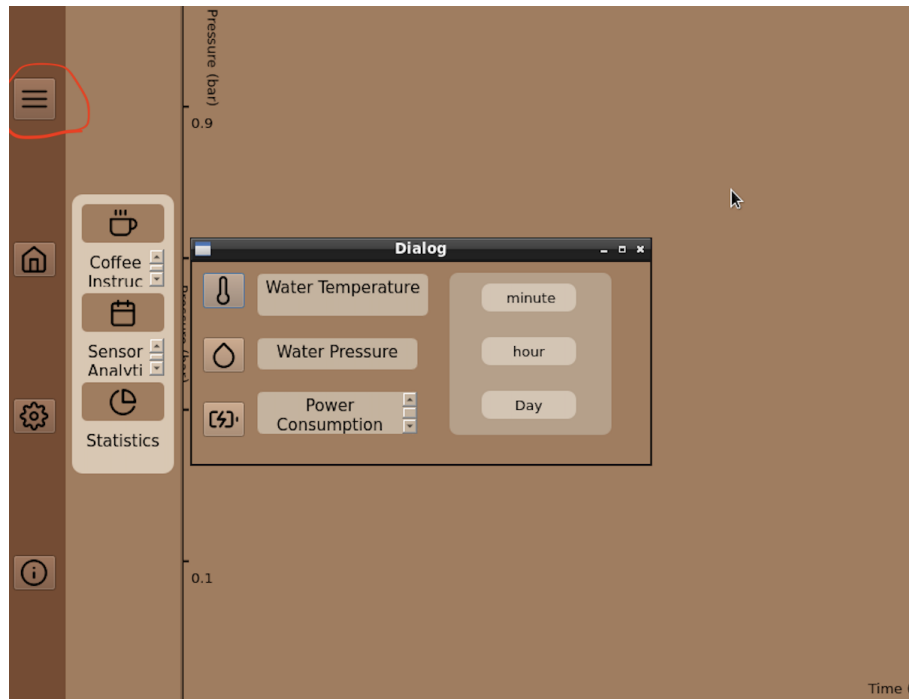 Pressure (bar)
0.9
Coffee
Instruc
Sensor
Analyti
Statistics
Dialog
Water Temperature
Water Pressure
Power
Consumption
minute
hour
Day
0.1
Time